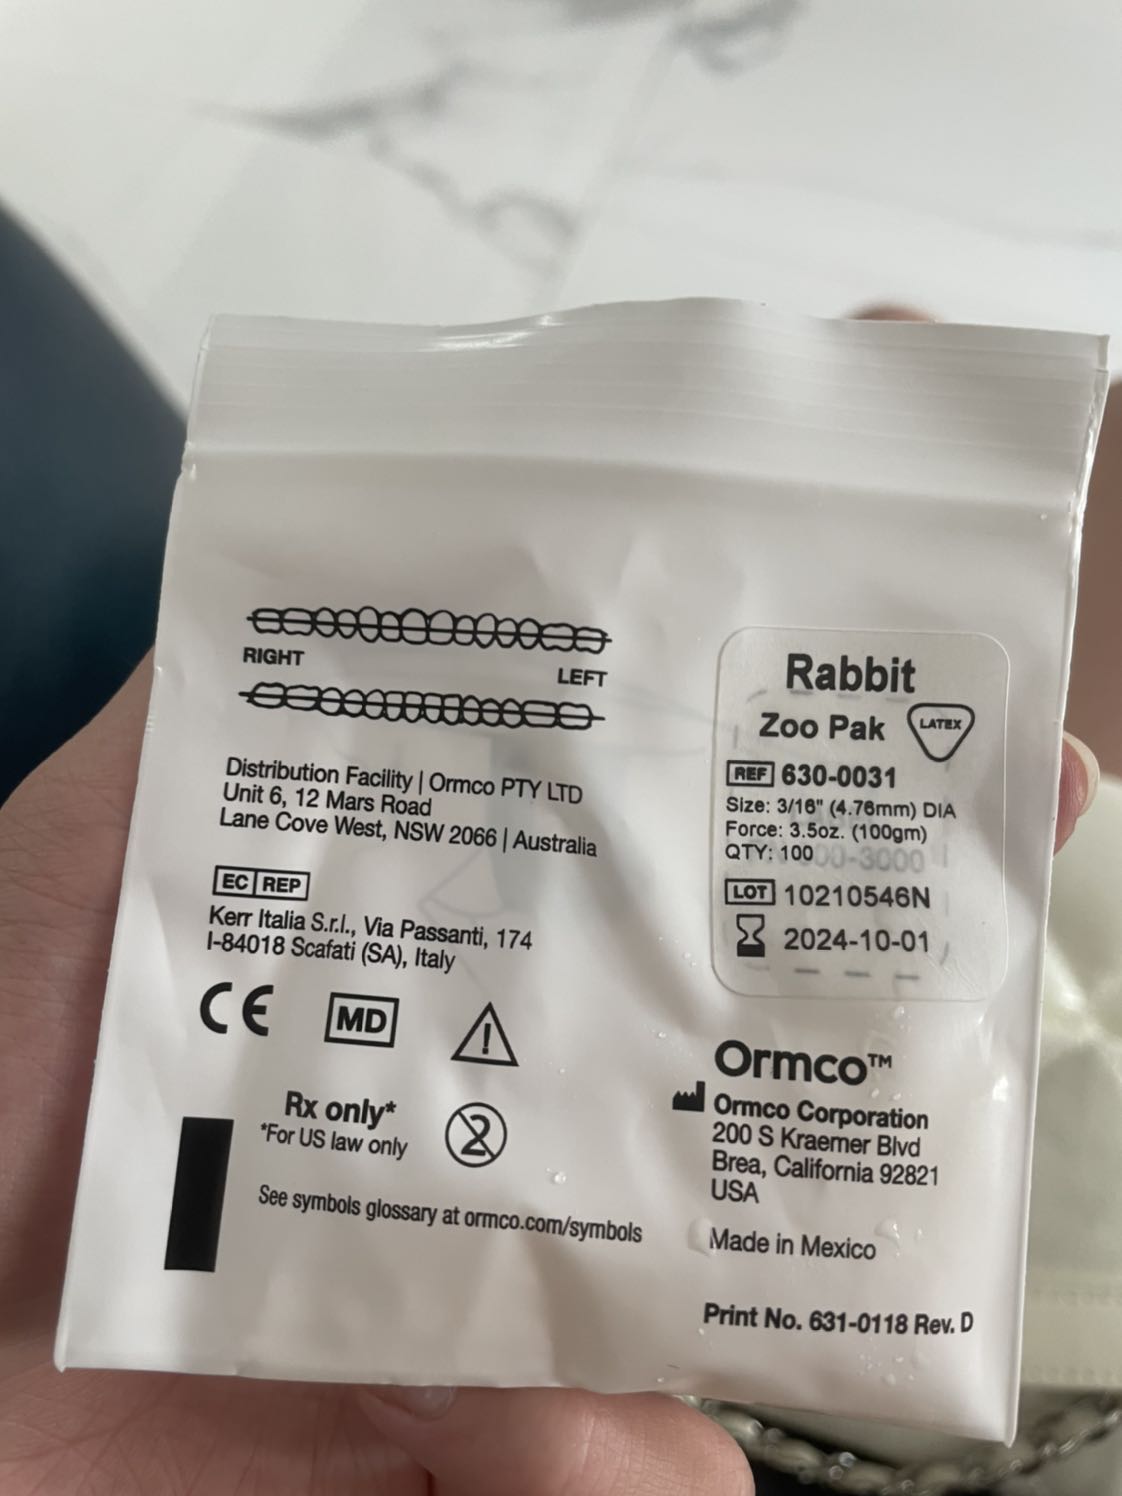 RIGHT
LEFT
Distribution Facility | Ormco PTY LTD
Unit 6, 12 Mars Road
Lane Cove West, NSW 2066 | Australia
EC REP
Kerr Italia S.r.l., Via Passanti, 174
I-84018 Scafati (SA), Italy
CE MD
Rx only*
*For US law only
2
See symbols glossary at ormco.com/symbols
Rabbit
Zoo Pak
LATEX
REF 630-0031
Size: 3/16" (4.76mm) DIA
Force: 3.5oz. (100gm)
QTY: 100
LOT 10210546N
2024-10-01
Ormco™
Ormco Corporation
200 S Kraemer Blvd
Brea, California 92821
USA
Made in Mexico
Print No. 631-0118 Rev. D